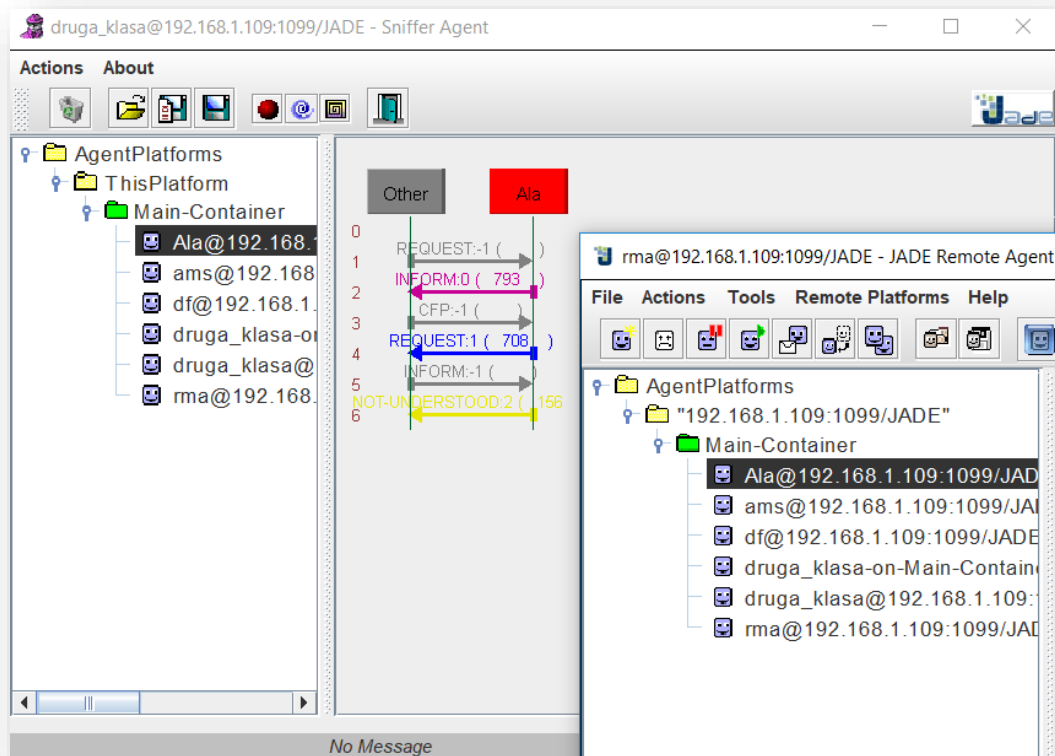 druga_klasa@192.168.1.109:1099/JADE - Sniffer Agent
Actions About
Jade
AgentPlatforms
ThisPlatform
Main-Container
Ala@192.168.1
ams@192.168
df@192.168.1.
druga_klasa-o
druga_klasa@
rma@192.168.
Other Ala
0
REQUEST:-1 ( )
1
INFORM:0 ( 793 )
2
CFP:-1 ( )
3
REQUEST:1 ( 708 )
4
INFORM:-1 ( )
5
NOT-UNDERSTOOD:2 ( 156
6
No Message
rma@192.168.1.109:1099/JADE - JADE Remote Agent
File Actions Tools Remote Platforms Help
AgentPlatforms
"192.168.1.109:1099/JADE"
Main-Container
Ala@192.168.1.109:1099/JAD
ams@192.168.1.109:1099/JA
df@192.168.1.109:1099/JADE
druga_klasa-on-Main-Contain
druga_klasa@192.168.1.109:
rma@192.168.1.109:1099/JA